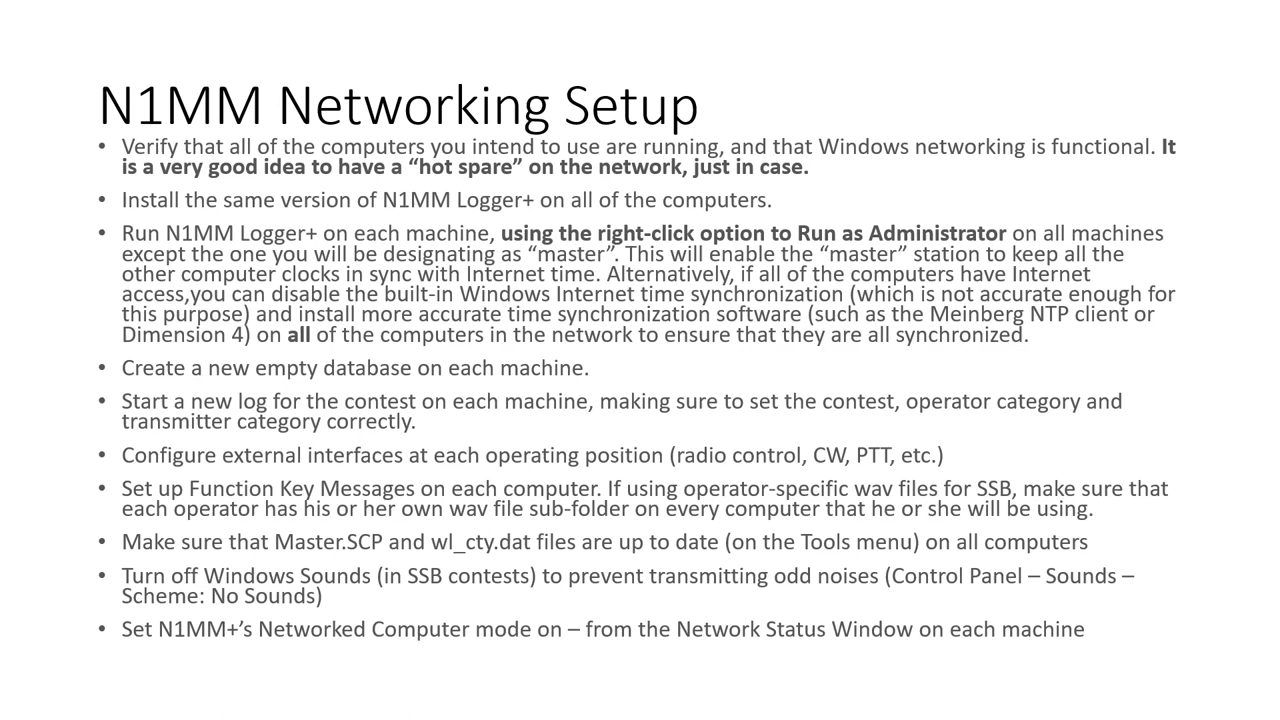 N1MM Networking Setup
• Verify that all of the computers you intend to use are running, and that Windows networking is functional. It
is a very good idea to have a “hot spare” on the network, just in case.
• Install the same version of N1MM Logger+ on all of the computers.
• Run N1MM Logger+ on each machine, using the right-click option to Run as Administrator on all machines
except the one you will be designating as “master”. This will enable the “master” station to keep all the
other computer clocks in sync with Internet time. Alternatively, if all of the computers have Internet
access,you can disable the built-in Windows Internet time synchronization (which is not accurate enough for
this purpose) and install more accurate time synchronization software (such as the Meinberg NTP client or
Dimension 4) on all of the computers in the network to ensure that they are all synchronized.
• Create a new empty database on each machine.
• Start a new log for the contest on each machine, making sure to set the contest, operator category and
transmitter category correctly.
• Configure external interfaces at each operating position (radio control, CW, PTT, etc.)
• Set up Function Key Messages on each computer. If using operator-specific wav files for SSB, make sure that
each operator has his or her own wav file sub-folder on every computer that he or she will be using.
• Make sure that Master.SCP and wl_cty.dat files are up to date (on the Tools menu) on all computers
• Turn off Windows Sounds (in SSB contests) to prevent transmitting odd noises (Control Panel – Sounds –
Scheme: No Sounds)
• Set N1MM+’s Networked Computer mode on – from the Network Status Window on each machine